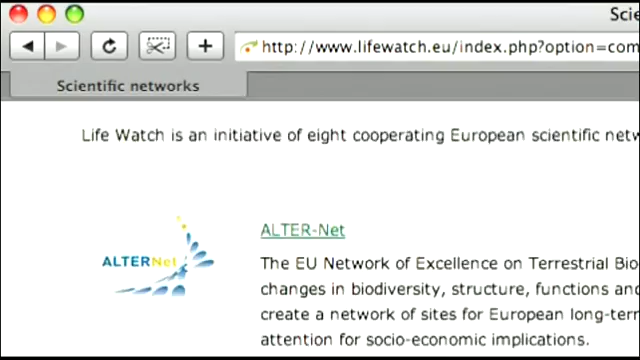 Scie
http://www.lifewatch.eu/index.php?option=com
Scientific networks
Life Watch is an initiative of eight cooperating European scientific netw
ALTER-Net
ALTERNet
The EU Network of Excellence on Terrestrial Bio
changes in biodiversity, structure, functions and
create a network of sites for European long-term
attention for socio-economic implications.